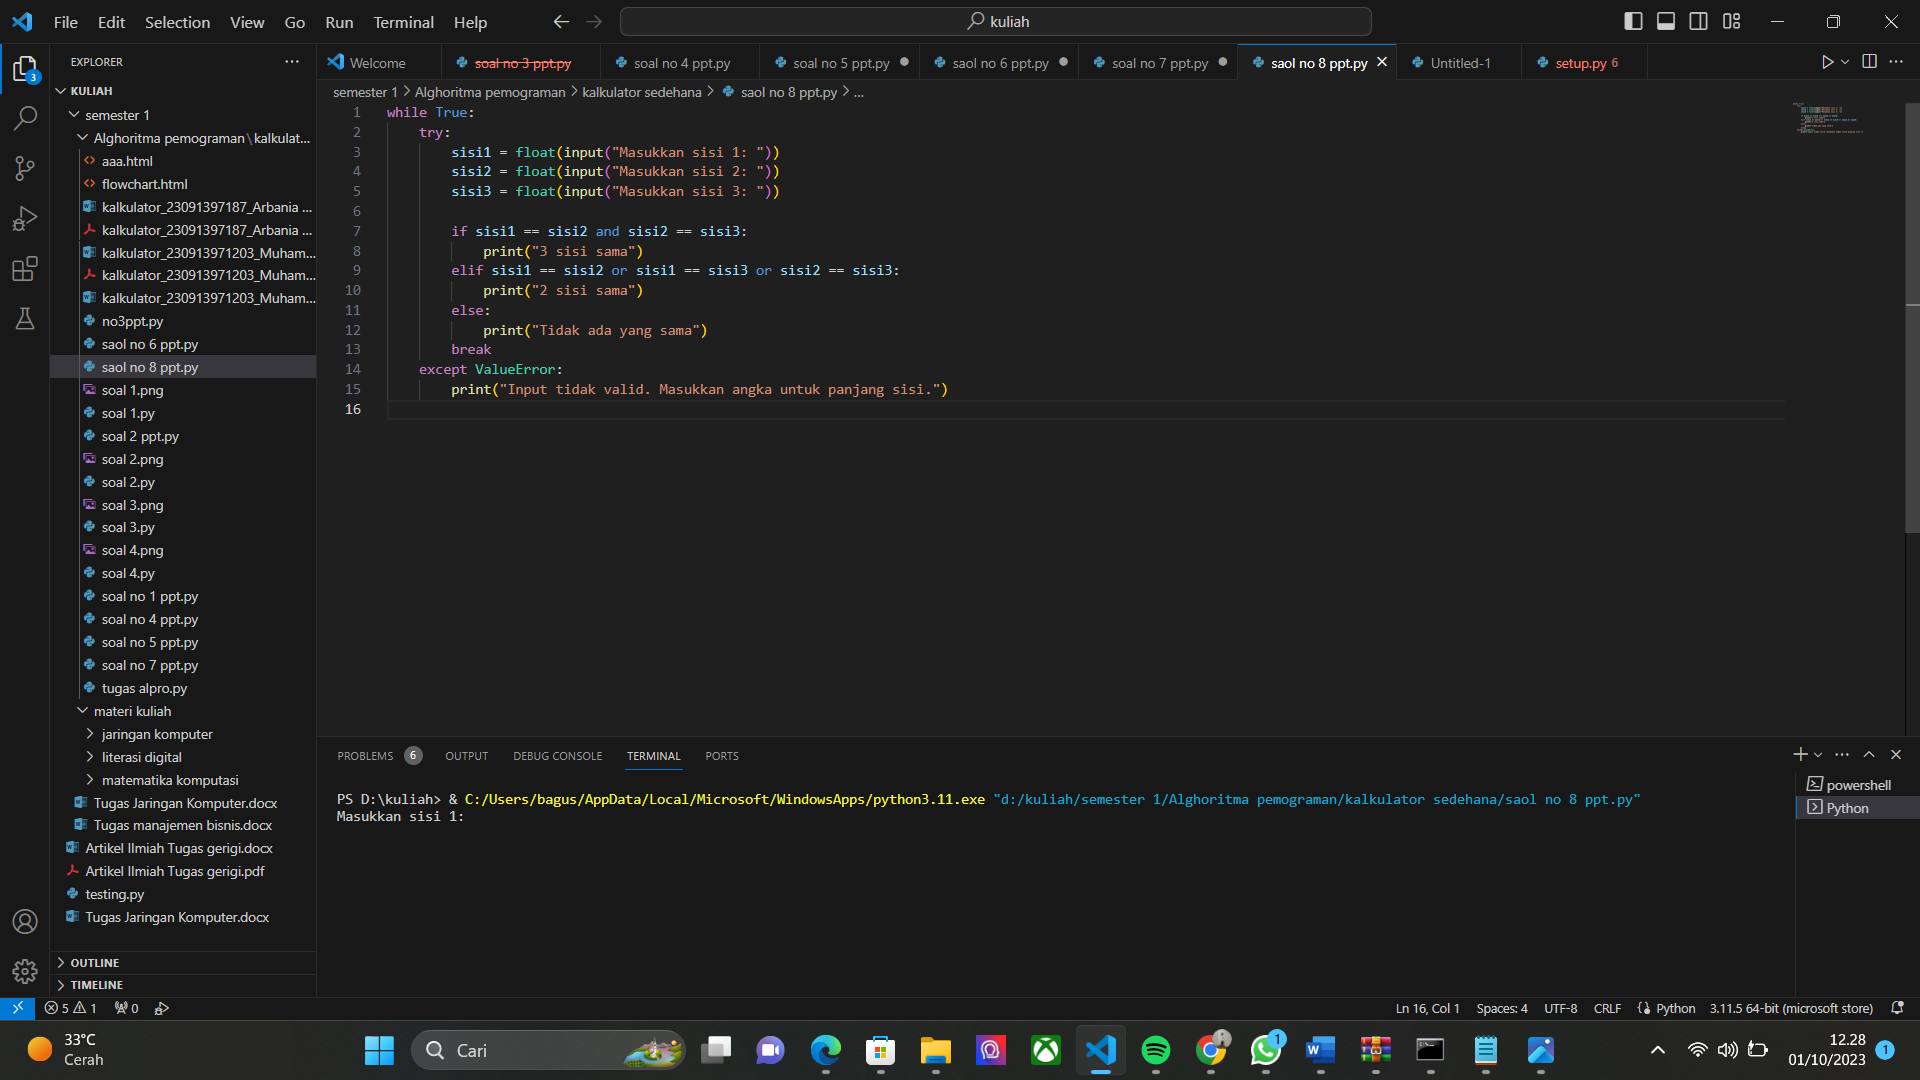 File Edit Selection View Go Run Terminal Help
kuliah
EXPLORER
Welcome
soal no 3 ppt.py
soal no 4 ppt.py
soal no 5 ppt.py
saol no 6 ppt.py
soal no 7 ppt.py
saol no 8 ppt.py
Untitled-1
setup.py 6
semester 1 > Alghoritma pemograman > kalkulator sedehana > saol no 8 ppt.py > ...
3
KULIAH
semester 1
Alghoritma pemograman\kalkulat...
aaa.html
flowchart.html
kalkulator_23091397187_Arbania ...
kalkulator_23091397187_Arbania ...
kalkulator_230913971203_Muham...
kalkulator_230913971203_Muham...
kalkulator_230913971203_Muham...
no3ppt.py
saol no 6 ppt.py
saol no 8 ppt.py
soal 1.png
soal 1.py
soal 2 ppt.py
soal 2.png
soal 2.py
soal 3.png
soal 3.py
soal 4.png
soal 4.py
soal no 1 ppt.py
soal no 4 ppt.py
soal no 5 ppt.py
soal no 7 ppt.py
tugas alpro.py
materi kuliah
jaringan komputer
literasi digital
matematika komputasi
Tugas Jaringan Komputer.docx
Tugas manajemen bisnis.docx
Artikel Ilmiah Tugas gerigi.docx
Artikel Ilmiah Tugas gerigi.pdf
testing.py
Tugas Jaringan Komputer.docx
OUTLINE
TIMELINE
1 while True:
2 try:
3 sisi1 = float(input("Masukkan sisi 1: "))
4 sisi2 = float(input("Masukkan sisi 2: "))
5 sisi3 = float(input("Masukkan sisi 3: "))
6
7 if sisi1 == sisi2 and sisi2 == sisi3:
8 print("3 sisi sama")
9 elif sisi1 == sisi2 or sisi1 == sisi3 or sisi2 == sisi3:
10 print("2 sisi sama")
11 else:
12 print("Tidak ada yang sama")
13 break
14 except ValueError:
15 print("Input tidak valid. Masukkan angka untuk panjang sisi.")
16
PROBLEMS 6 OUTPUT DEBUG CONSOLE TERMINAL PORTS
PS D:\kuliah> & C:/Users/bagus/AppData/Local/Microsoft/WindowsApps/python3.11.exe "d:/kuliah/semester 1/Alghoritma pemograman/kalkulator sedehana/saol no 8 ppt.py"
Masukkan sisi 1:
powershell
Python
5 1 0
Ln 16, Col 1 Spaces: 4 UTF-8 CRLF Python 3.11.5 64-bit (microsoft store)
33°C
Cerah
Cari
1
12.28
01/10/2023
1